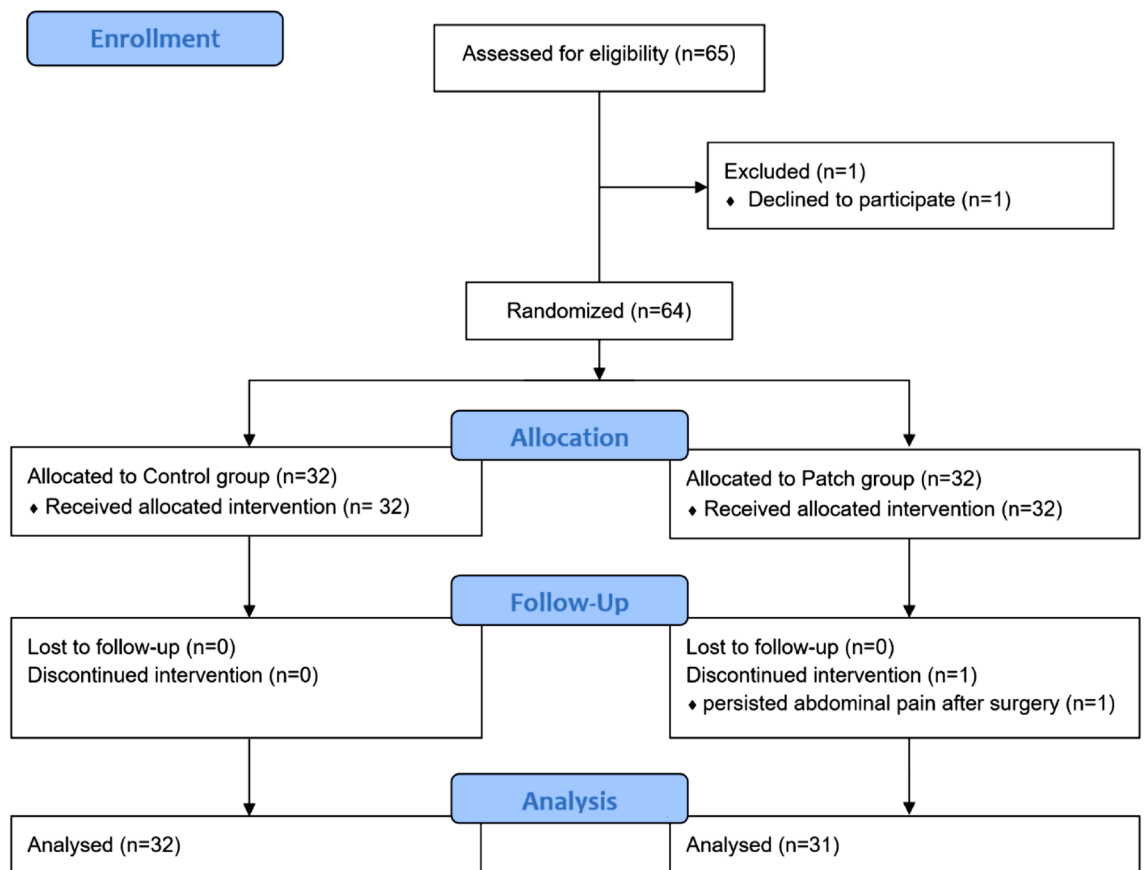 Enrollment
Assessed for eligibility (n=65)
Excluded (n=1)
♦ Declined to participate (n=1)
Randomized (n=64)
Allocation
Allocated to Control group (n=32)
♦ Received allocated intervention (n= 32)
Allocated to Patch group (n=32)
♦ Received allocated intervention (n=32)
Follow-Up
Lost to follow-up (n=0)
Discontinued intervention (n=0)
Lost to follow-up (n=0)
Discontinued intervention (n=1)
♦ persisted abdominal pain after surgery (n=1)
Analysis
Analysed (n=32)
Analysed (n=31)